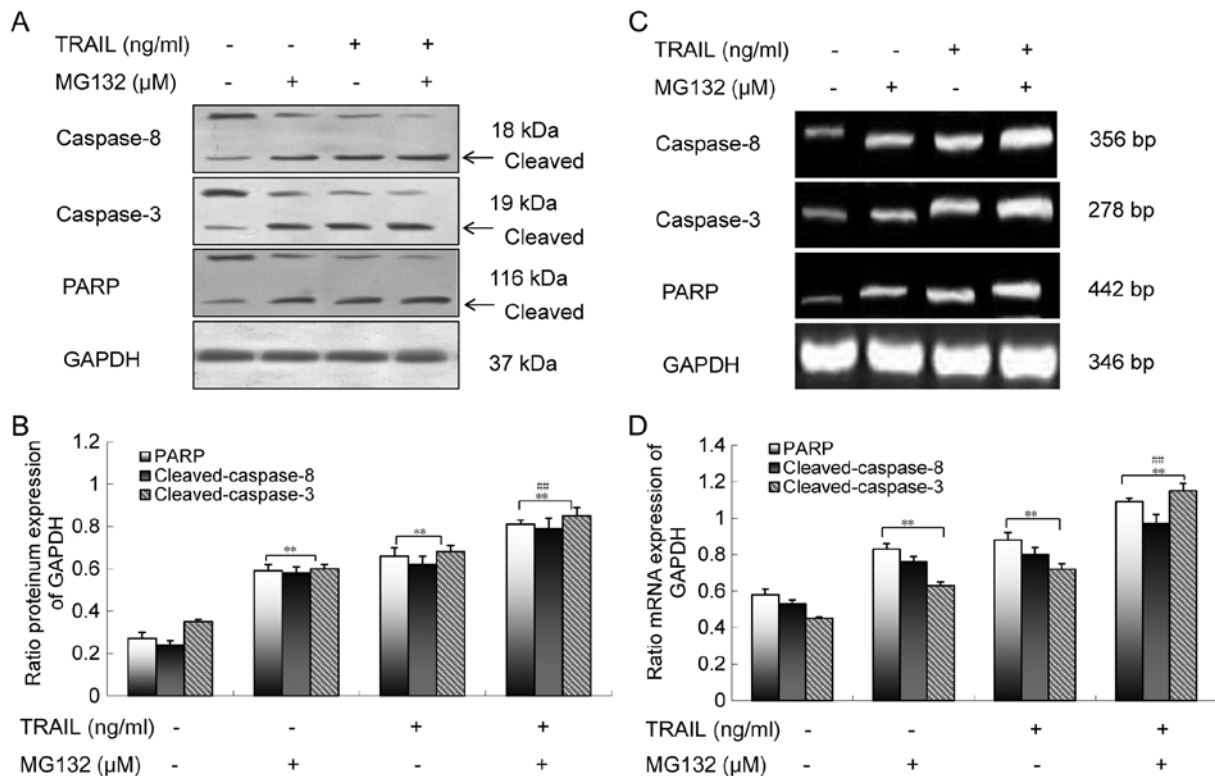 A
TRAIL (ng/ml) - - + +
MG132 (µM) - + - +
Caspase-8
18 kDa
Cleaved
Caspase-3
19 kDa
Cleaved
PARP
116 kDa
Cleaved
GAPDH
37 kDa
B
Ratio proteinum expression
of GAPDH
1.2
1
0.8
0.6
0.4
0.2
0
PARP
Cleaved-caspase-8
Cleaved-caspase-3
**
**
##
**
TRAIL (ng/ml) - - + +
MG132 (µM) - + - +
C
TRAIL (ng/ml) - - + +
MG132 (µM) - + - +
Caspase-8 356 bp
Caspase-3 278 bp
PARP 442 bp
GAPDH 346 bp
D
Ratio mRNA expression of
GAPDH
1.4
1.2
1
0.8
0.6
0.4
0.2
0
PARP
Cleaved-caspase-8
Cleaved-caspase-3
**
**
##
**
TRAIL (ng/ml) - - + +
MG132 (µM) - + - +